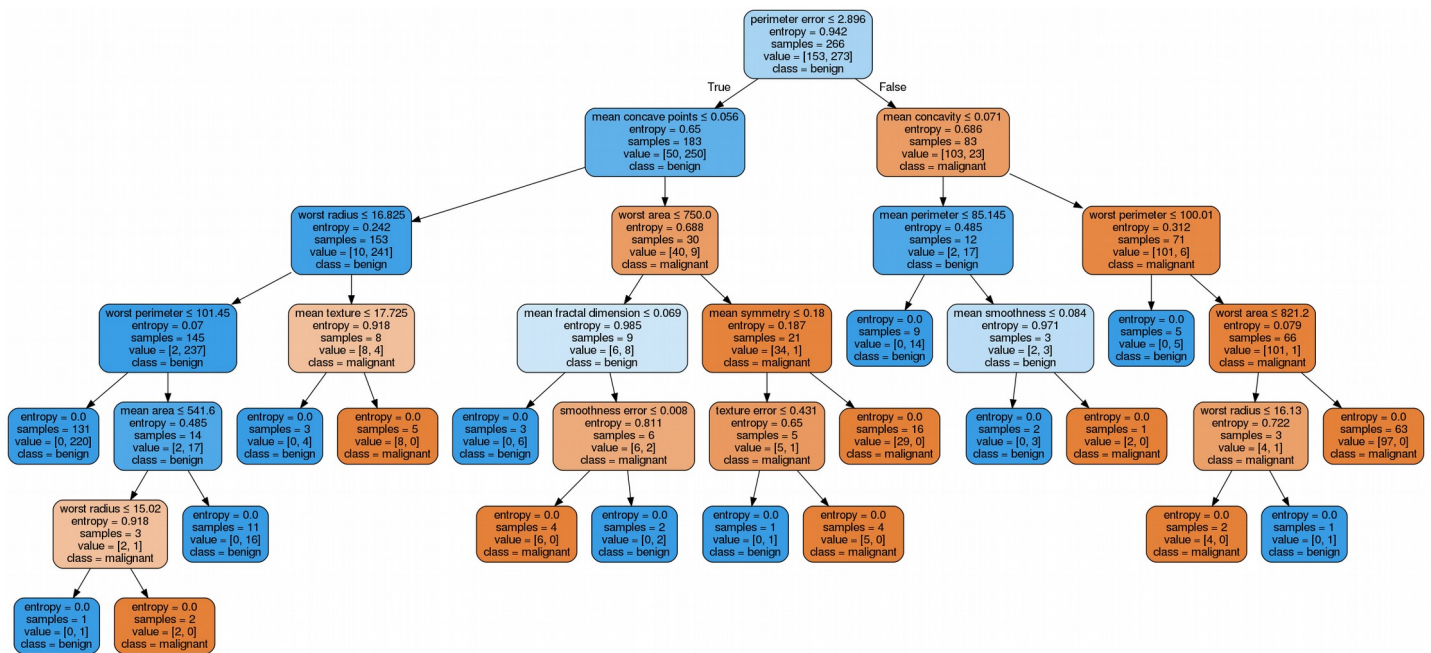 perimeter error ≤ 2.896
entropy = 0.942
samples = 266
value = [153, 273]
class = benign
True
False
mean concave points ≤ 0.056
entropy = 0.65
samples = 183
value = [50, 250]
class = benign
mean concavity ≤ 0.071
entropy = 0.686
samples = 83
value = [103, 23]
class = malignant
worst radius ≤ 16.825
entropy = 0.242
samples = 153
value = [10, 241]
class = benign
worst area ≤ 750.0
entropy = 0.688
samples = 30
value = [40, 9]
class = malignant
mean perimeter ≤ 85.145
entropy = 0.485
samples = 12
value = [2, 17]
class = benign
worst perimeter ≤ 100.01
entropy = 0.312
samples = 71
value = [101, 6]
class = malignant
worst perimeter ≤ 101.45
entropy = 0.07
samples = 145
value = [2, 237]
class = benign
mean texture ≤ 17.725
entropy = 0.918
samples = 8
value = [8, 4]
class = malignant
mean fractal dimension ≤ 0.069
entropy = 0.985
samples = 9
value = [6, 8]
class = benign
mean symmetry ≤ 0.18
entropy = 0.187
samples = 21
value = [34, 1]
class = malignant
entropy = 0.0
samples = 9
value = [0, 14]
class = benign
mean smoothness ≤ 0.084
entropy = 0.971
samples = 3
value = [2, 3]
class = benign
entropy = 0.0
samples = 5
value = [0, 5]
class = benign
worst area ≤ 821.2
entropy = 0.079
samples = 66
value = [101, 1]
class = malignant
entropy = 0.0
samples = 131
value = [0, 220]
class = benign
mean area ≤ 541.6
entropy = 0.485
samples = 14
value = [2, 17]
class = benign
entropy = 0.0
samples = 3
value = [0, 4]
class = benign
entropy = 0.0
samples = 5
value = [8, 0]
class = malignant
entropy = 0.0
samples = 3
value = [0, 6]
class = benign
smoothness error ≤ 0.008
entropy = 0.811
samples = 6
value = [6, 2]
class = malignant
texture error ≤ 0.431
entropy = 0.65
samples = 5
value = [5, 1]
class = malignant
entropy = 0.0
samples = 16
value = [29, 0]
class = malignant
entropy = 0.0
samples = 2
value = [0, 3]
class = benign
entropy = 0.0
samples = 1
value = [2, 0]
class = malignant
worst radius ≤ 16.13
entropy = 0.722
samples = 3
value = [4, 1]
class = malignant
entropy = 0.0
samples = 63
value = [97, 0]
class = malignant
worst radius ≤ 15.02
entropy = 0.918
samples = 3
value = [2, 1]
class = malignant
entropy = 0.0
samples = 11
value = [0, 16]
class = benign
entropy = 0.0
samples = 4
value = [6, 0]
class = malignant
entropy = 0.0
samples = 2
value = [0, 2]
class = benign
entropy = 0.0
samples = 1
value = [0, 1]
class = benign
entropy = 0.0
samples = 4
value = [5, 0]
class = malignant
entropy = 0.0
samples = 2
value = [4, 0]
class = malignant
entropy = 0.0
samples = 1
value = [0, 1]
class = benign
entropy = 0.0
samples = 1
value = [0, 1]
class = benign
entropy = 0.0
samples = 2
value = [2, 0]
class = malignant